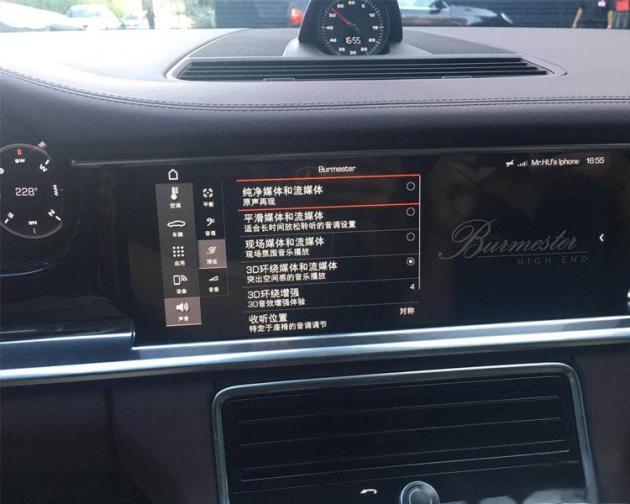 16:55
SW
228°
Burmester
Mr.HU's Iphone 16:55
空调
车辆
应用
设备
声音
平衡
音调
预设
音量
纯净媒体和流媒体
原声再现
平滑媒体和流媒体
适合长时间放松聆听的音调设置
现场媒体和流媒体
现场氛围音乐播放
3D环绕媒体和流媒体
突出空间感的音乐播放
3D环绕增强 4
3D音效增强体验
收听位置 对称
特定于座椅的音调调节
Burmester
HIGH END